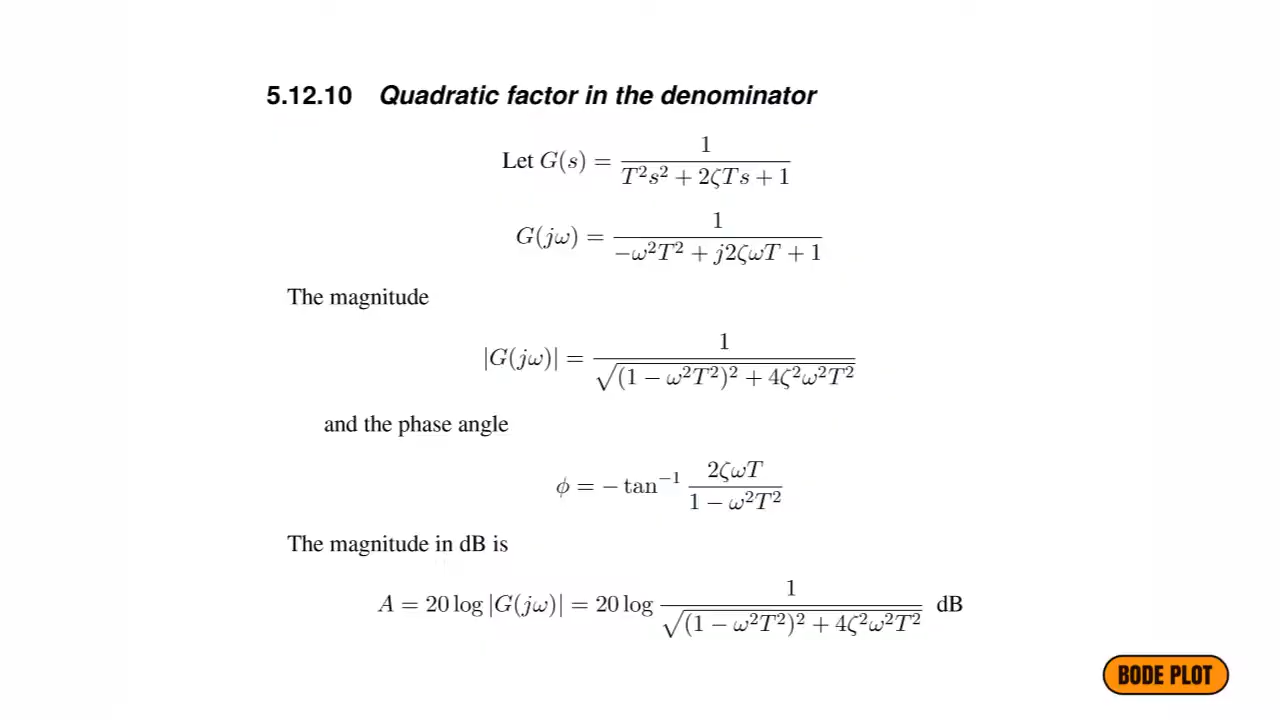 5.12.10 Quadratic factor in the denominator
Let G(s) = 1 / (T²s² + 2ζTs + 1)
G(jω) = 1 / (−ω²T² + j2ζωT + 1)
The magnitude
|G(jω)| = 1 / √((1 − ω²T²)² + 4ζ²ω²T²)
and the phase angle
ϕ = − tan⁻¹ 2ζωT / (1 − ω²T²)
The magnitude in dB is
A = 20 log |G(jω)| = 20 log 1 / √((1 − ω²T²)² + 4ζ²ω²T²) dB
BODE PLOT